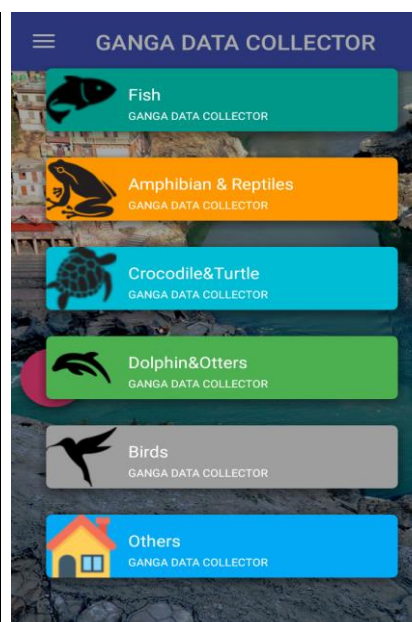 GANGA DATA COLLECTOR
Fish
GANGA DATA COLLECTOR
Amphibian & Reptiles
GANGA DATA COLLECTOR
Crocodile&Turtle
GANGA DATA COLLECTOR
Dolphin&Otters
GANGA DATA COLLECTOR
Birds
GANGA DATA COLLECTOR
Others
GANGA DATA COLLECTOR